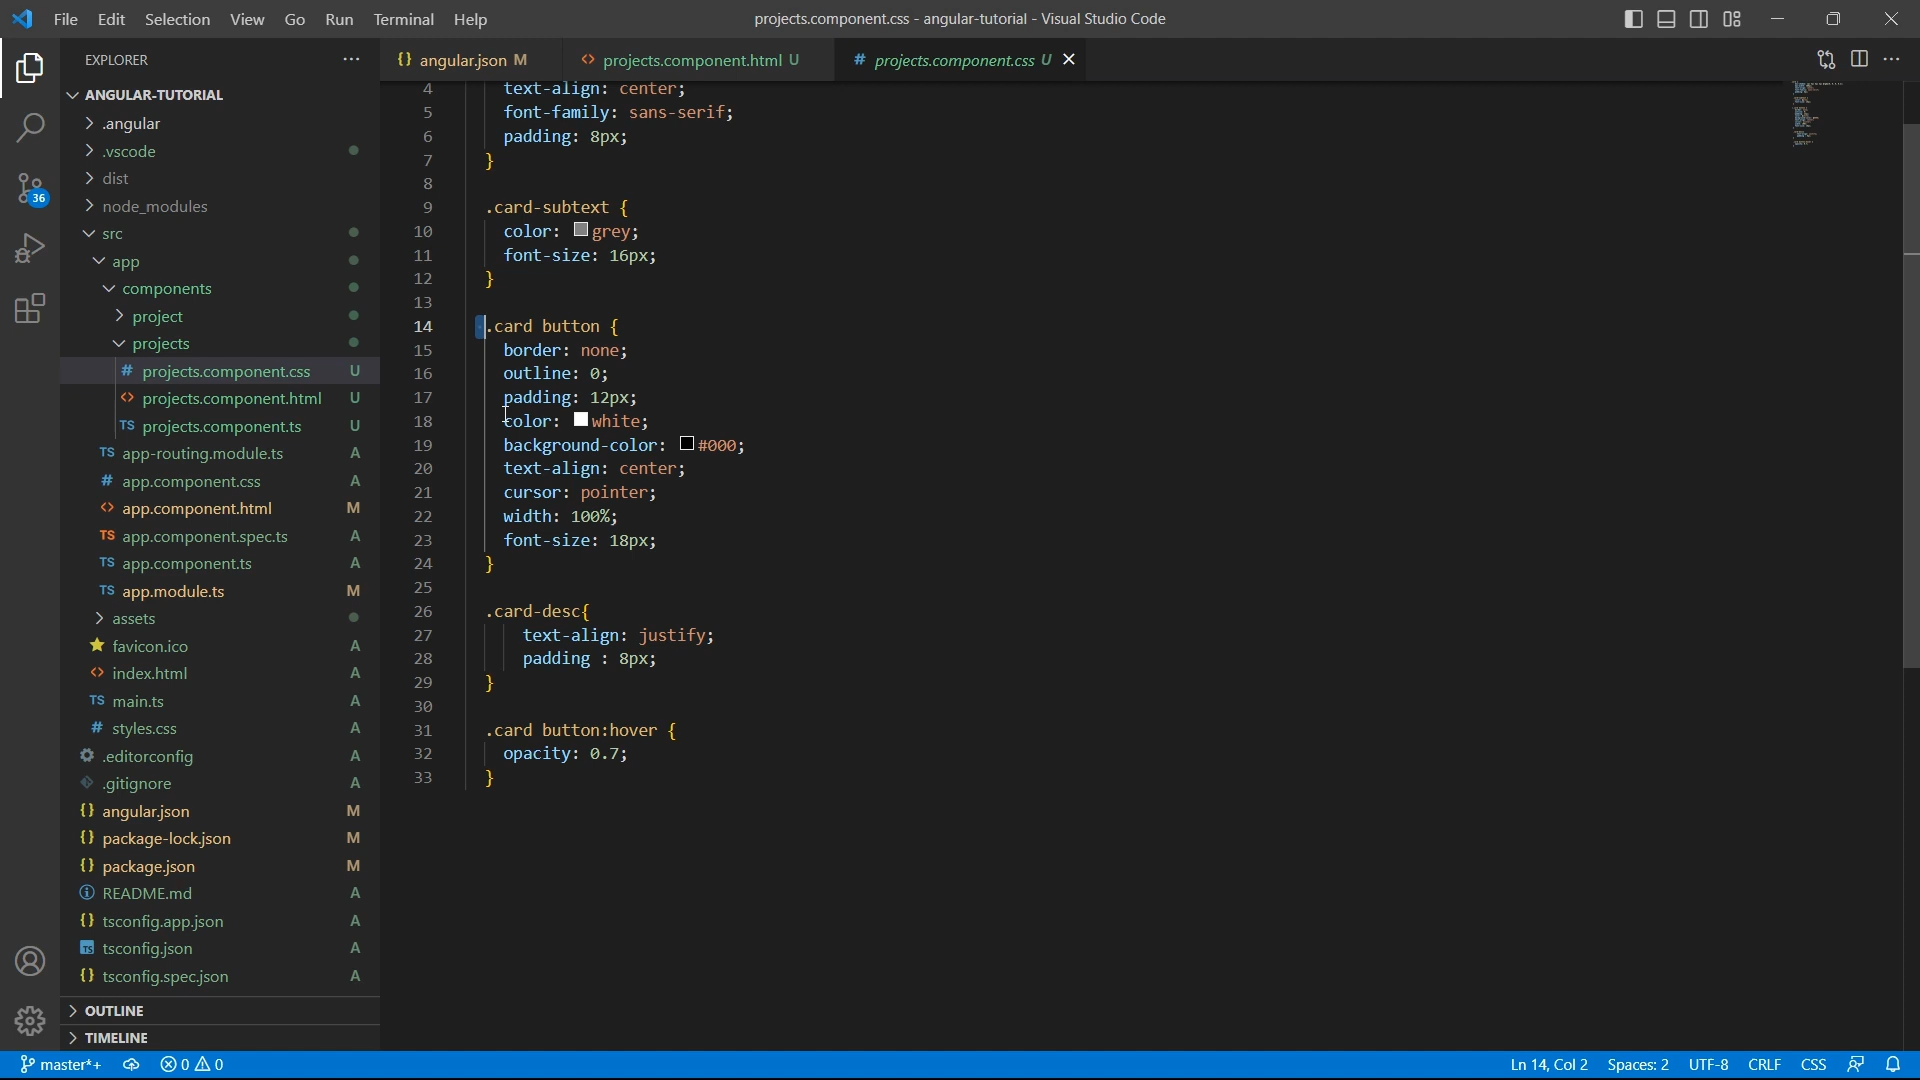 File Edit Selection View Go Run Terminal Help
projects.component.css - angular-tutorial - Visual Studio Code
EXPLORER
angular.json M
projects.component.html U
projects.component.css U
ANGULAR-TUTORIAL
.angular
.vscode
dist
36
node_modules
src
app
components
project
projects
projects.component.css U
projects.component.html U
projects.component.ts U
app-routing.module.ts A
app.component.css A
app.component.html M
app.component.spec.ts A
app.component.ts A
app.module.ts M
assets
favicon.ico A
index.html A
main.ts A
styles.css A
.editorconfig A
.gitignore A
angular.json M
package-lock.json M
package.json M
README.md A
tsconfig.app.json A
tsconfig.json A
tsconfig.spec.json A
OUTLINE
TIMELINE
4 text-align: center;
5 font-family: sans-serif;
6 padding: 8px;
7 }
8
9 .card-subtext {
10 color: grey;
11 font-size: 16px;
12 }
13
14 .card button {
15 border: none;
16 outline: 0;
17 padding: 12px;
18 color: white;
19 background-color: #000;
20 text-align: center;
21 cursor: pointer;
22 width: 100%;
23 font-size: 18px;
24 }
25
26 .card-desc{
27 text-align: justify;
28 padding : 8px;
29 }
30
31 .card button:hover {
32 opacity: 0.7;
33 }
master*+ 0 0 Ln 14, Col 2 Spaces: 2 UTF-8 CRLF CSS